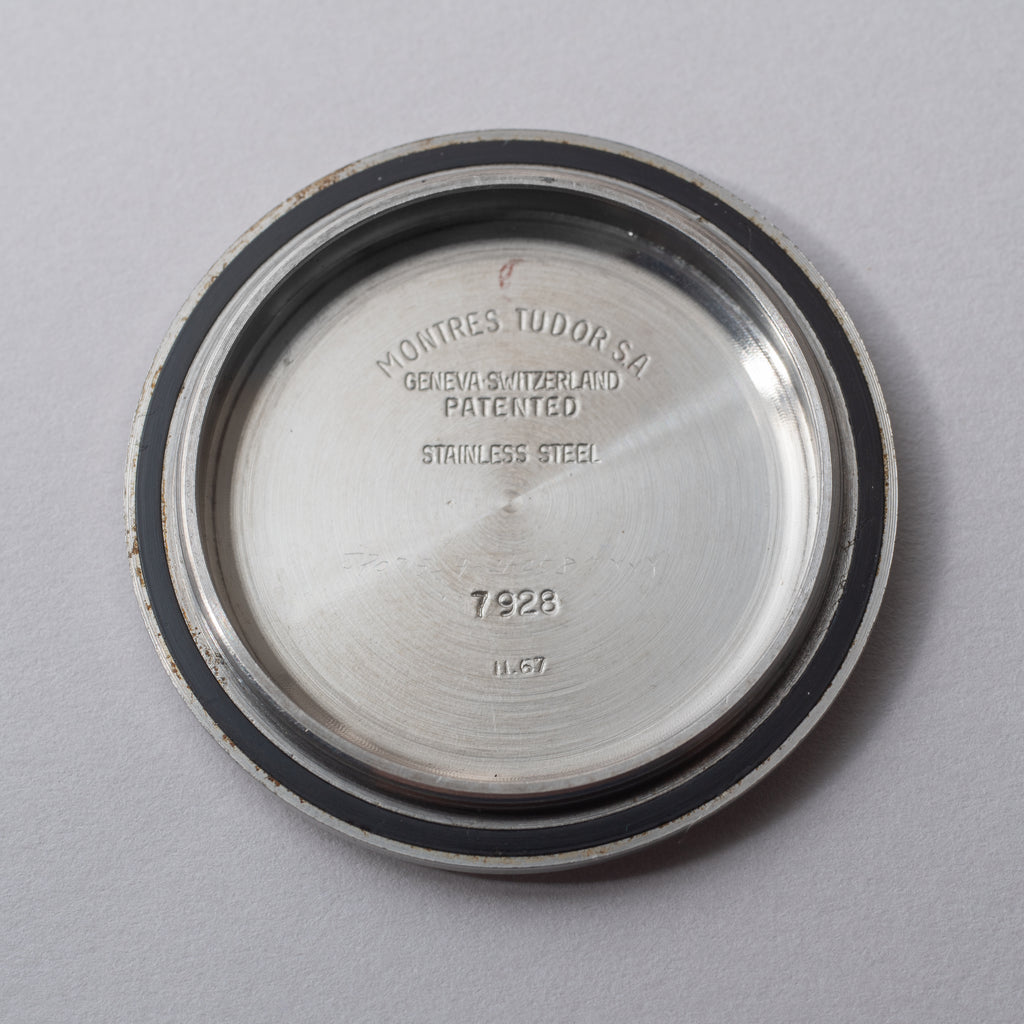 MONTRES TUDOR S.A.
GENEVA-SWITZERLAND
PATENTED
STAINLESS STEEL
7928
II.67